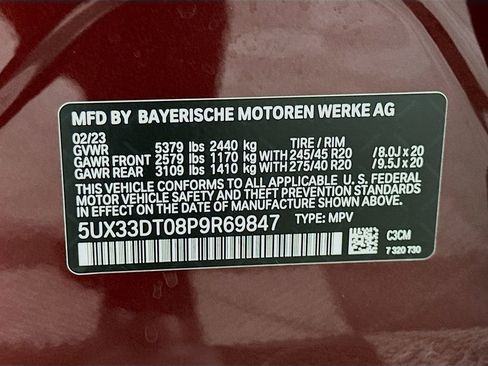 MFD BY BAYERISCHE MOTOREN WERKE AG
02/23
GVWR 5379 lbs 2440 kg TIRE / RIM
GAWR FRONT 2579 lbs 1170 kg WITH 245/45 R20 / 8.0J x 20
GAWR REAR 3109 lbs 1410 kg WITH 275/40 R20 / 9.5J x 20
THIS VEHICLE CONFORMS TO ALL APPLICABLE U. S. FEDERAL
MOTOR VEHICLE SAFETY AND THEFT PREVENTION STANDARDS
IN EFFECT ON THE DATE OF MANUFACTURE SHOWN ABOVE.
5UX33DT08P9R69847 TYPE: MPV
C3CM
7 320 730